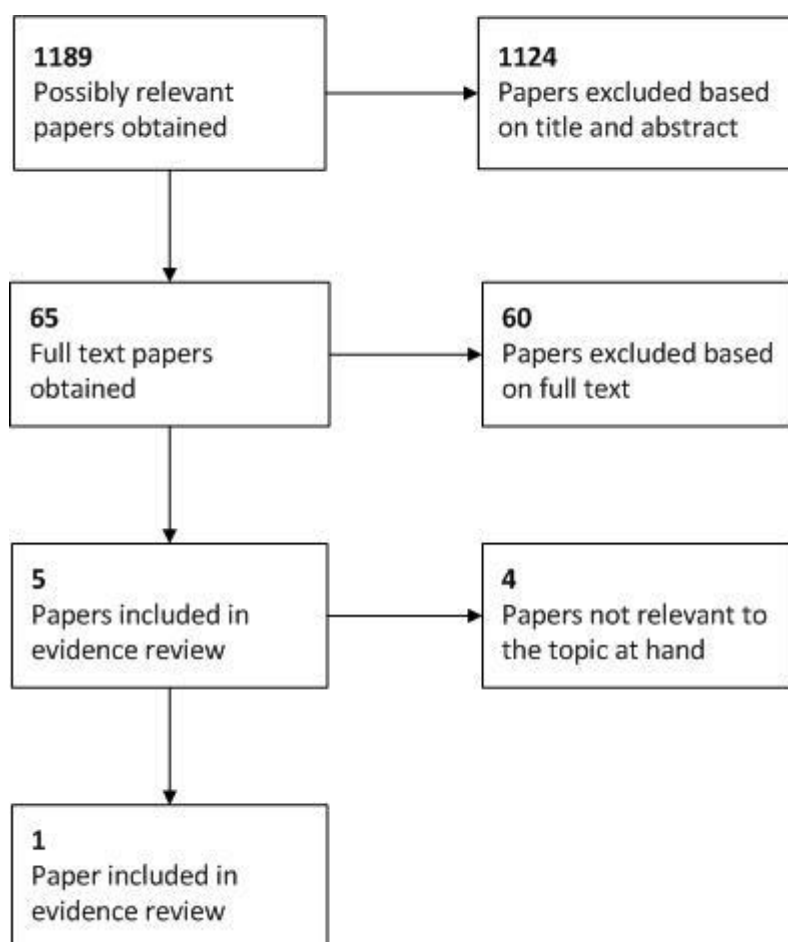 1189
Possibly relevant
papers obtained
1124
Papers excluded based
on title and abstract
65
Full text papers
obtained
60
Papers excluded based
on full text
5
Papers included in
evidence review
4
Papers not relevant to
the topic at hand
1
Paper included in
evidence review